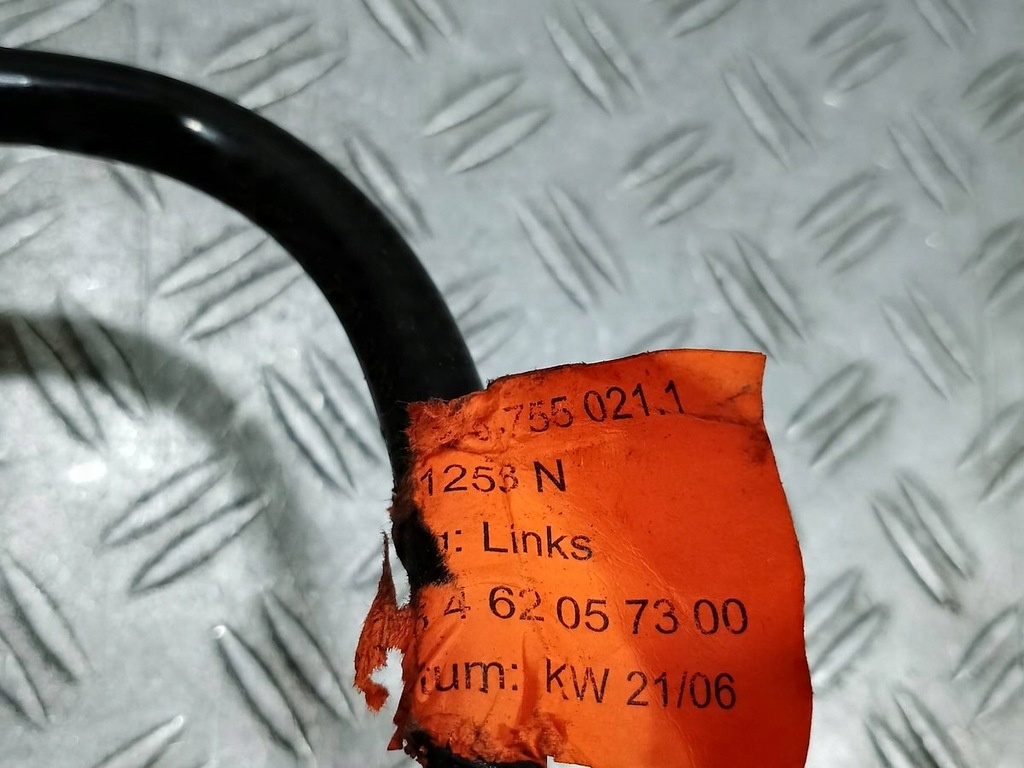 .755 021.1
1253 N
g: Links
4 62 05 73 00
tum: KW 21/06